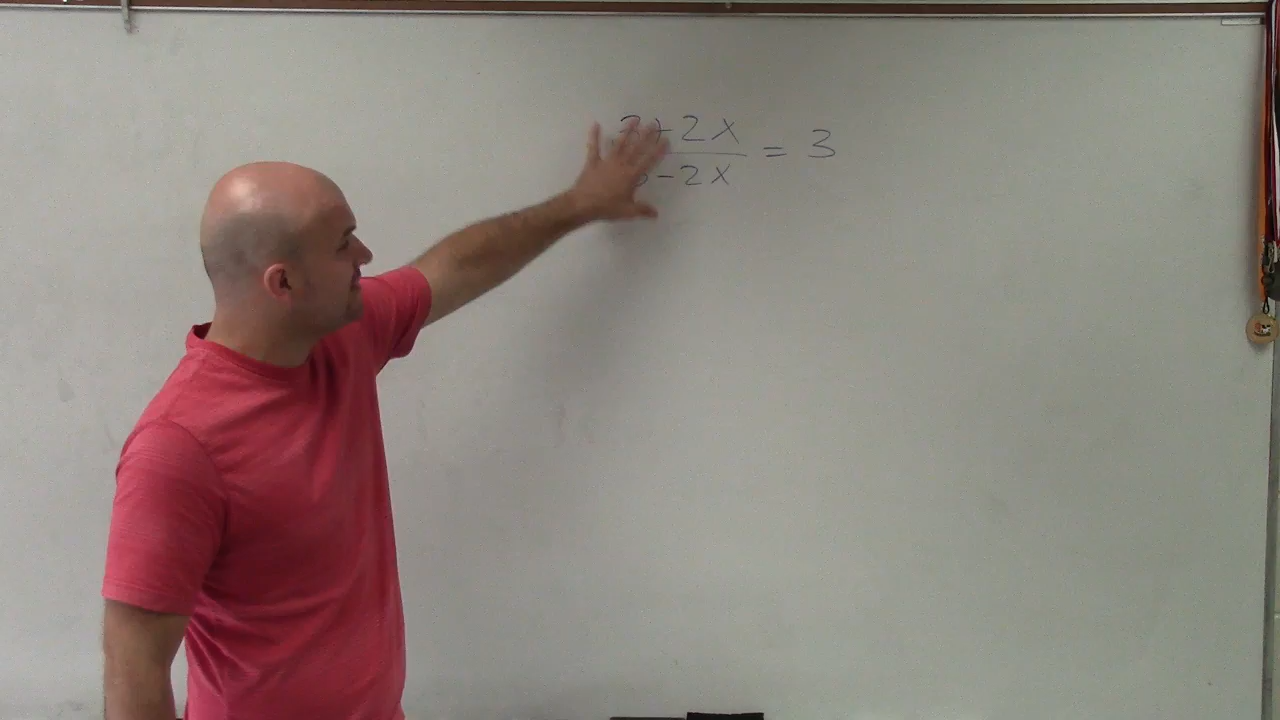 +2x
-2x = 3